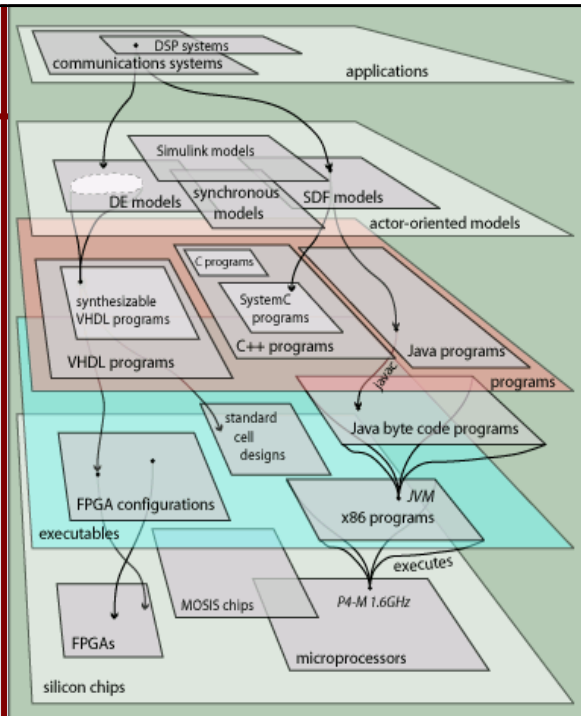 DSP systems
communications systems
applications
Simulink models
DE models
synchronous
models
SDF models
actor-oriented models
C programs
synthesizable
VHDL programs
SystemC
programs
VHDL programs
C++ programs
Java programs
programs
javac
standard
cell
designs
Java byte code programs
FPGA configurations
JVM
x86 programs
executables
executes
MOSIS chips
P4-M 1.6GHz
FPGAs
microprocessors
silicon chips